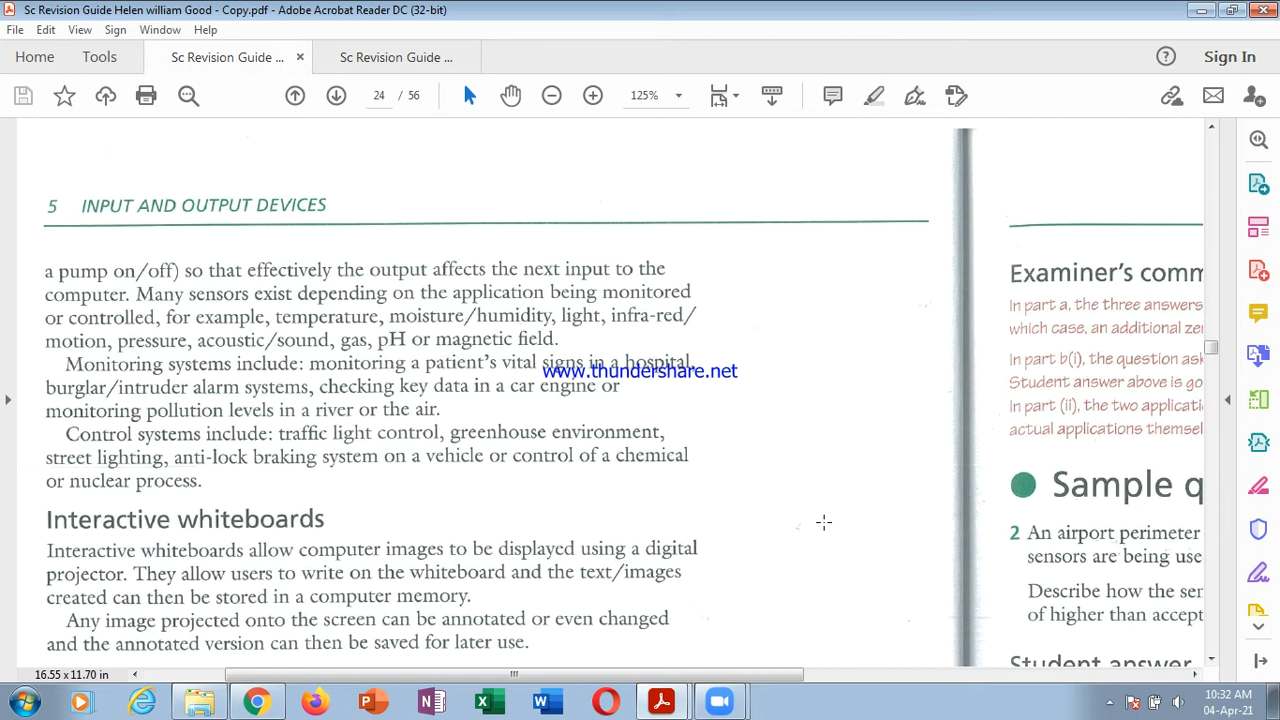 Sc Revision Guide Helen william Good - Copy.pdf - Adobe Acrobat Reader DC (32-bit)
File Edit View Sign Window Help
Home Tools Sc Revision Guide ... × Sc Revision Guide ... Sign In
24 / 56 125%
5 INPUT AND OUTPUT DEVICES
a pump on/off) so that effectively the output affects the next input to the
computer. Many sensors exist depending on the application being monitored
or controlled, for example, temperature, moisture/humidity, light, infra-red/
motion, pressure, acoustic/sound, gas, pH or magnetic field.
Monitoring systems include: monitoring a patient's vital signs in a hospital,
www.thundershare.net
burglar/intruder alarm systems, checking key data in a car engine or
monitoring pollution levels in a river or the air.
Control systems include: traffic light control, greenhouse environment,
street lighting, anti-lock braking system on a vehicle or control of a chemical
or nuclear process.
Interactive whiteboards
Interactive whiteboards allow computer images to be displayed using a digital
projector. They allow users to write on the whiteboard and the text/images
created can then be stored in a computer memory.
Any image projected onto the screen can be annotated or even changed
and the annotated version can then be saved for later use.
Examiner's comm
In part a, the three answers
which case, an additional zer
In part b(i), the question ask
Student answer above is go
In part (ii), the two applicati
actual applications themsel
Sample q
2 An airport perimeter
sensors are being use
Describe how the sen
of higher than accept
Student answer
16.55 x 11.70 in
10:32 AM
04-Apr-21